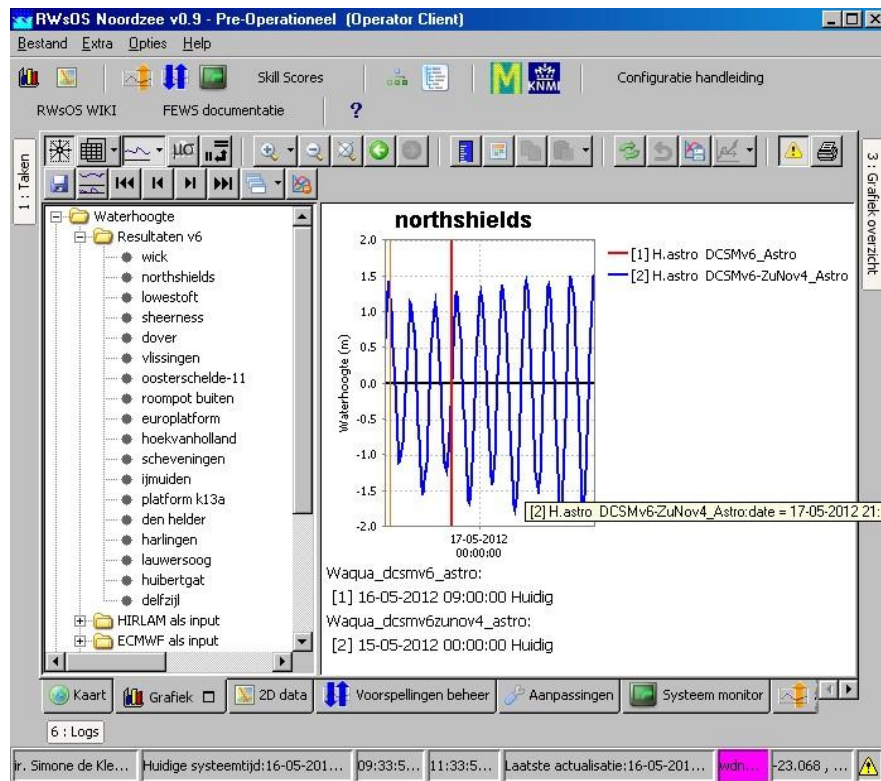 RWsOS Noordzee v0.9 - Pre-Operationeel (Operator Client)
Bestand Extra Opties Help
Skill Scores
M
KNMI
Configuratie handleiding
RWsOS WIKI FEWS documentatie ?
μσ
1 : Taken
3 : Grafiek overzicht
Waterhoogte
Resultaten v6
wick
northshields
lowestoft
sheerness
dover
vlissingen
oosterschelde-11
roompot buiten
europlatform
hoekvanholland
scheveningen
ijmuiden
platform k13a
den helder
harlingen
lauwersoog
huibertgat
delfzijl
HIRLAM als input
ECMWF als input
northshields
Waterhoogte (m)
2.0
1.5
1.0
0.5
0.0
-0.5
-1.0
-1.5
-2.0
17-05-2012
00:00:00
[1] H.astro DCSMv6_Astro
[2] H.astro DCSMv6-ZuNov4_Astro
[2] H.astro DCSMv6-ZuNov4_Astro:date = 17-05-2012 21:
Waqua_dcsmv6_astro:
[1] 16-05-2012 09:00:00 Huidig
Waqua_dcsmv6zunov4_astro:
[2] 15-05-2012 00:00:00 Huidig
Kaart Grafiek 2D data Voorspellingen beheer Aanpassingen Systeem monitor
6 : Logs
ir. Simone de Kle... Huidige systeemtijd:16-05-201... 09:33:5... 11:33:5... Laatste actualisatie:16-05-201... wdn... -23.068 , ...